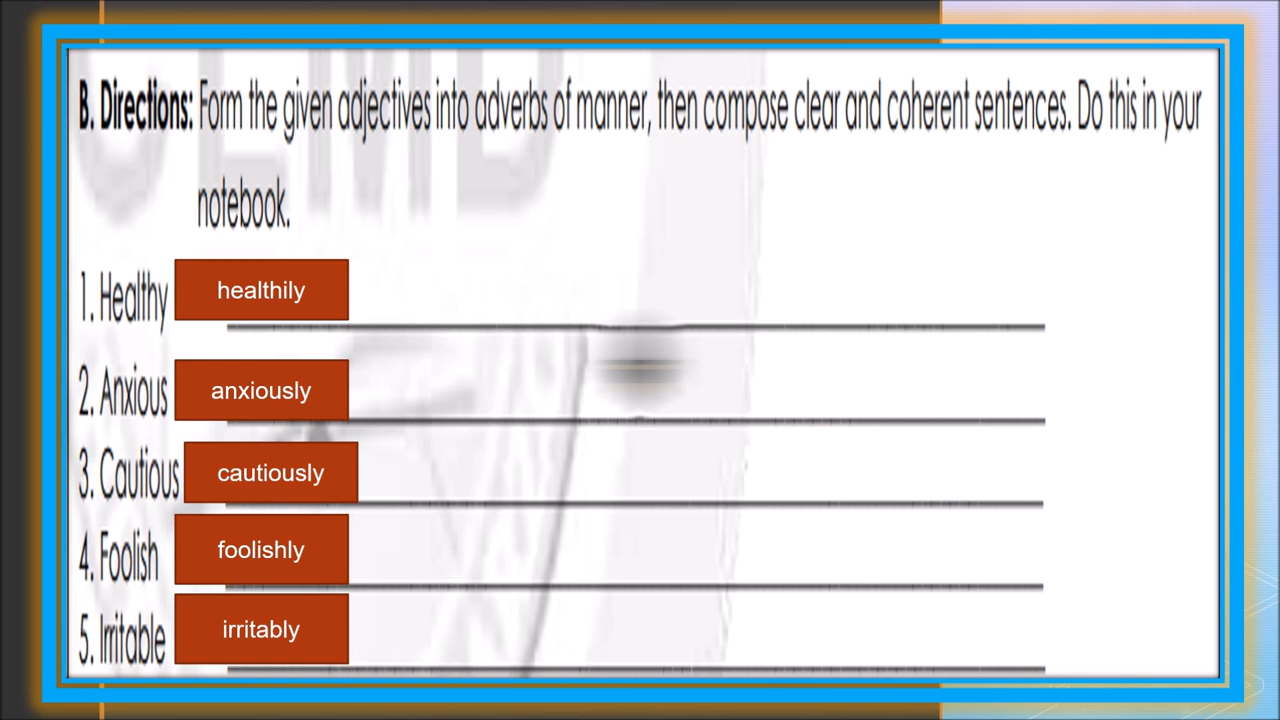 B. Directions: Form the given adjectives into adverbs of manner, then compose clear and coherent sentences. Do this in your
notebook.
1. Healthy healthily
2. Anxious anxiously
3. Cautious cautiously
4. Foolish foolishly
5. Irritable irritably